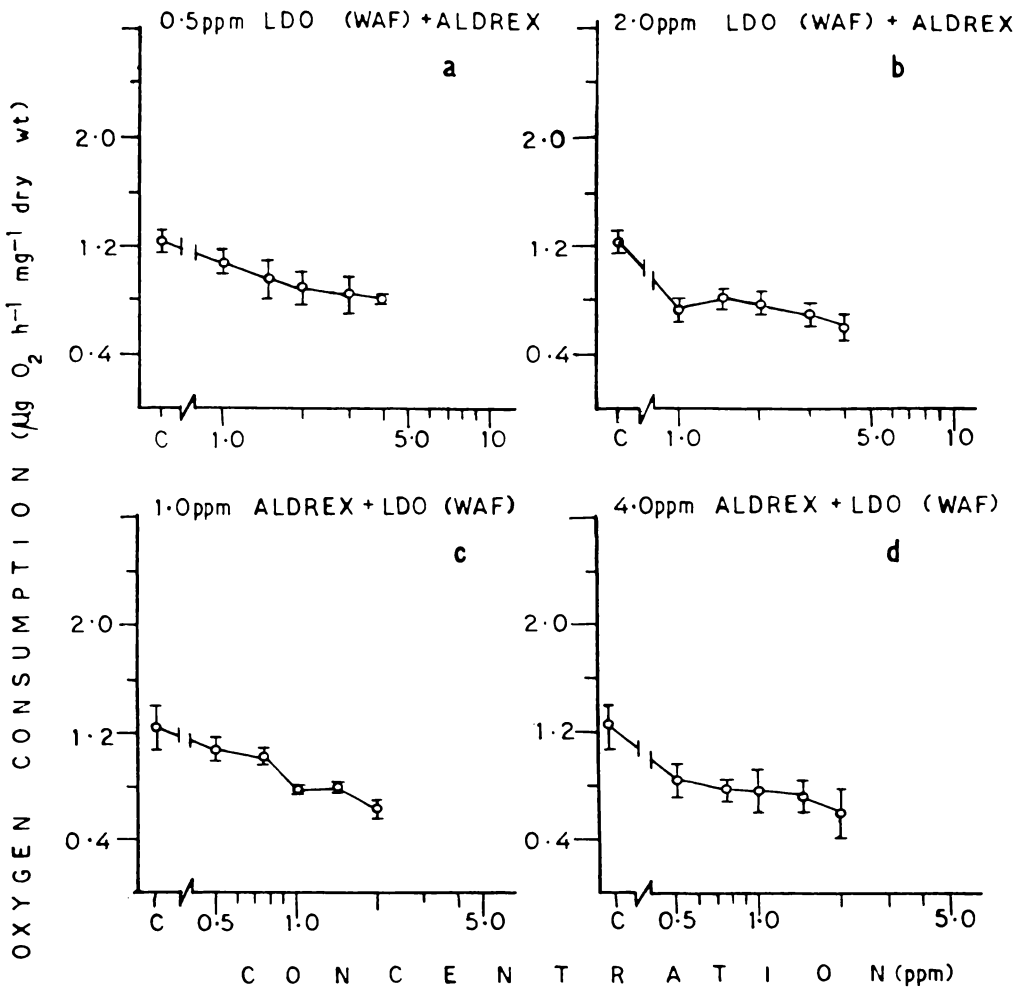 0·5ppm LDO (WAF) + ALDREX
a
2·0
1·2
0·4
C 1·0 5·0 10
2·0ppm LDO (WAF) + ALDREX
b
2·0
1·2
0·4
C 1·0 5·0 10
1·0ppm ALDREX + LDO (WAF)
c
2·0
1·2
0·4
C 0·5 1·0 5·0
4·0ppm ALDREX + LDO (WAF)
d
2·0
1·2
0·4
C 0·5 1·0 5·0
OXYGEN CONSUMPTION (µg O₂ h⁻¹ mg⁻¹ dry wt)
CONCENTRATION (ppm)